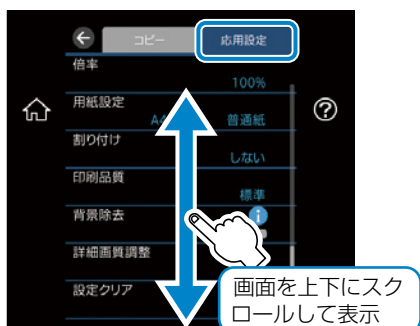 コピー
応用設定
倍率
100%
用紙設定
A4
普通紙
割り付け
しない
印刷品質
標準
背景除去
詳細画質調整
設定クリア
画面を上下にスク
ロールして表示